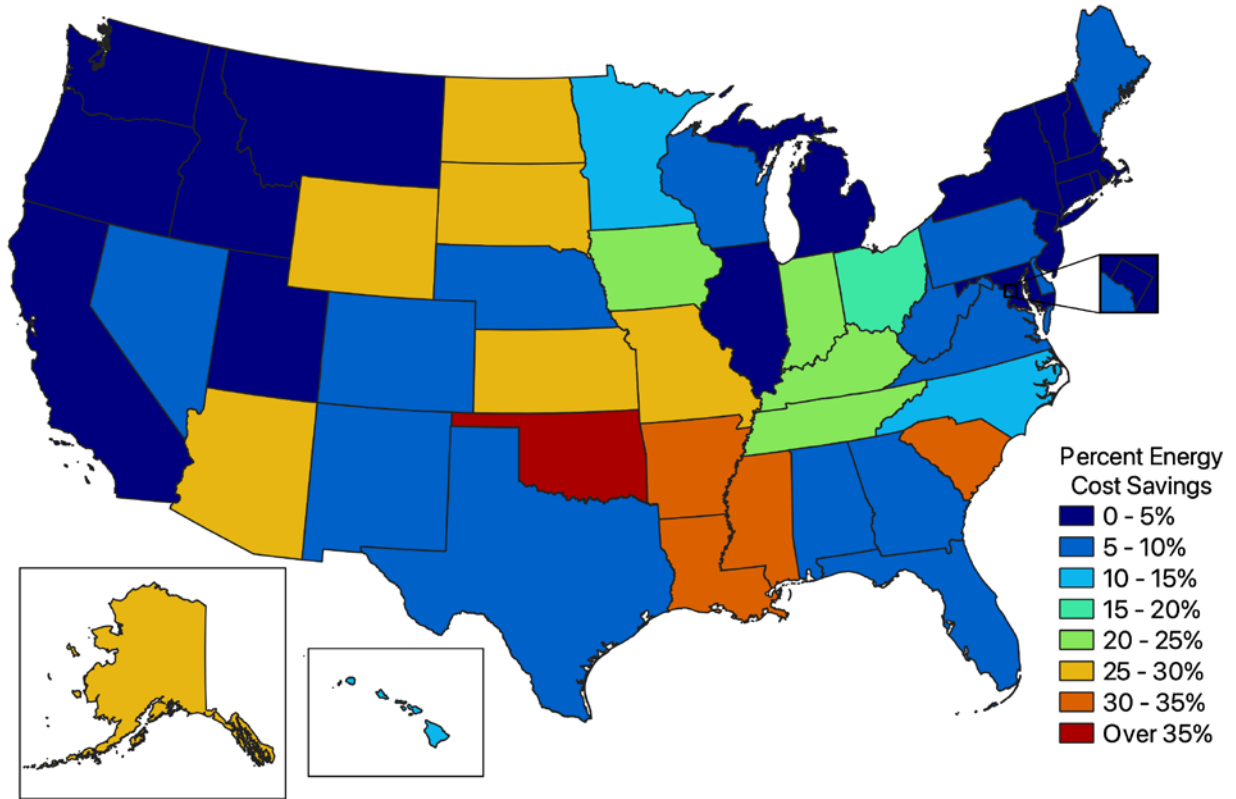 Percent Energy
Cost Savings
0 - 5%
5 - 10%
10 - 15%
15 - 20%
20 - 25%
25 - 30%
30 - 35%
Over 35%